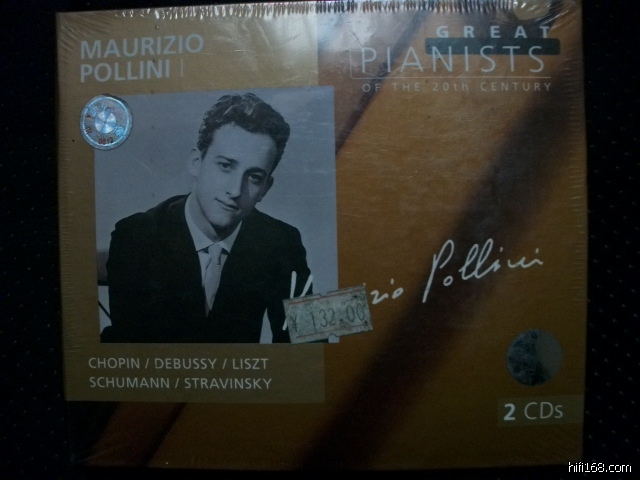 MAURIZIO
POLLINI
GREAT
PIANISTS
OF THE 20th CENTURY
Pollini
¥ 132.00
CHOPIN / DEBUSSY / LISZT
SCHUMANN / STRAVINSKY
2 CDs
hifi168.com